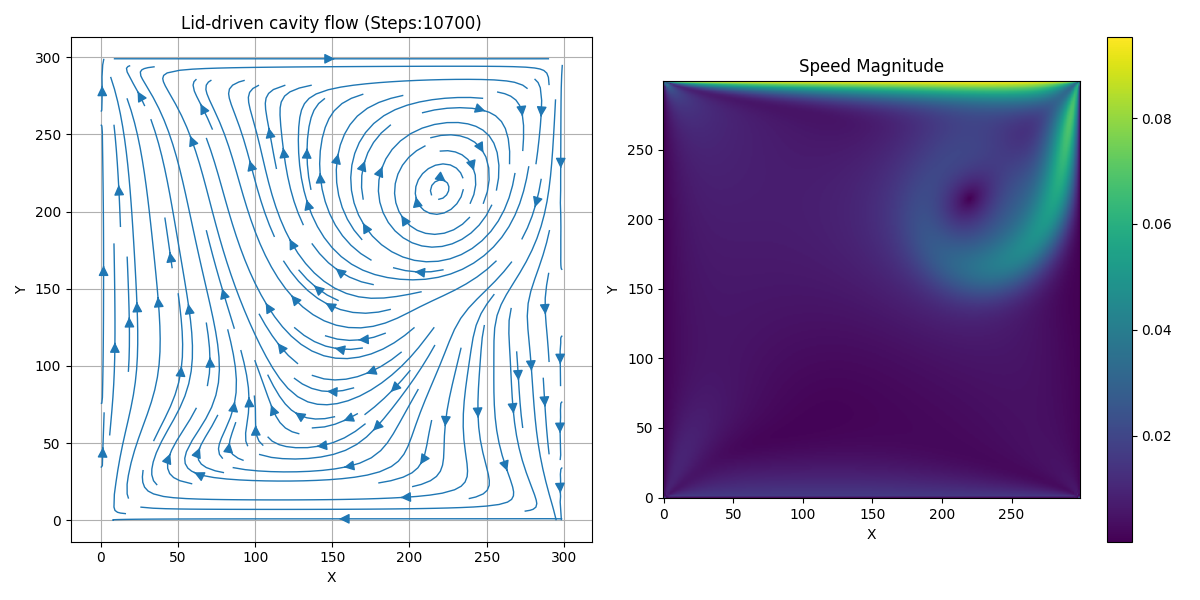 Lid-driven cavity flow (Steps:10700)
300
250
200
150
100
50
0
Y
0 50 100 150 200 250 300
X
Speed Magnitude
250
200
150
100
50
0
Y
0 50 100 150 200 250
X
0.08
0.06
0.04
0.02